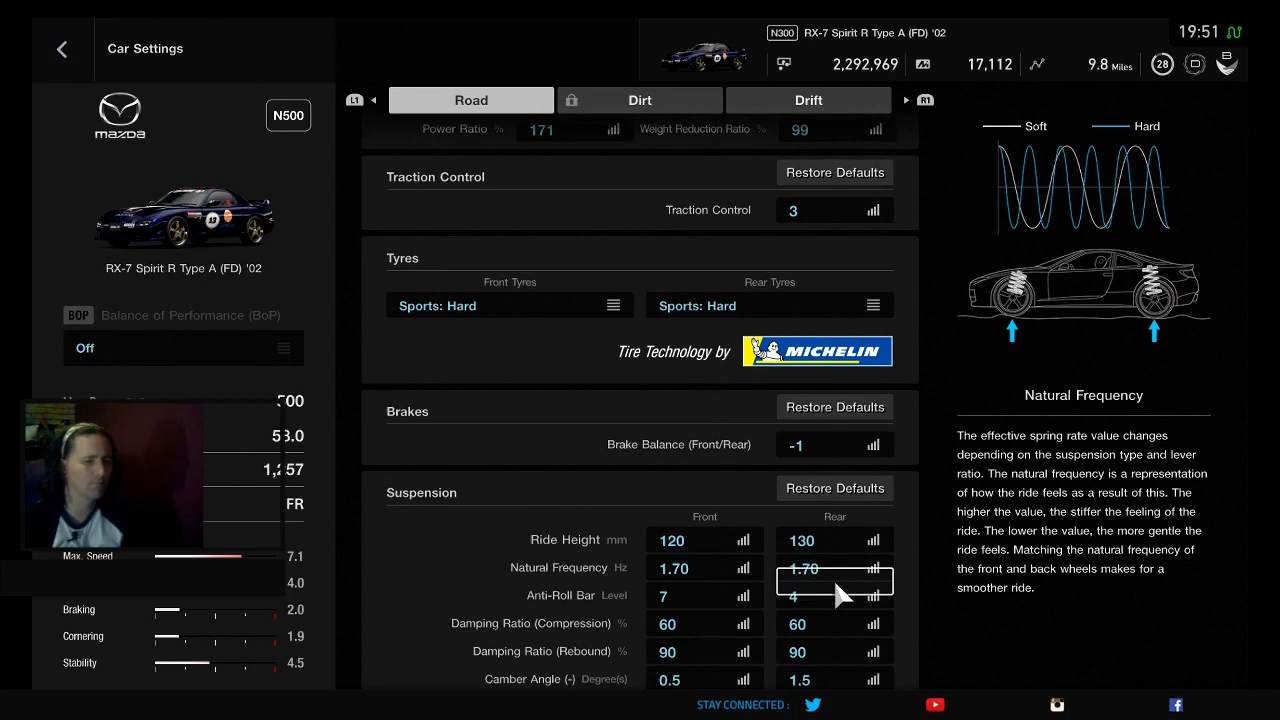 Car Settings
N300 RX-7 Spirit R Type A (FD) '02
19:51
2,292,969
17,112
9.8 Miles
28
B
mazda
N500
RX-7 Spirit R Type A (FD) '02
BOP Balance of Performance (BoP)
Off
500
1,257
FR
Max. Speed 7.1
4.0
Braking 2.0
Cornering 1.9
Stability 4.5
L1 Road Dirt Drift R1
Power Ratio % 171 Weight Reduction Ratio % 99
Traction Control Restore Defaults
Traction Control 3
Tyres
Front Tyres Rear Tyres
Sports: Hard Sports: Hard
Tire Technology by MICHELIN
Brakes Restore Defaults
Brake Balance (Front/Rear) -1
Suspension Restore Defaults
Front Rear
Ride Height mm 120 130
Natural Frequency Hz 1.70 1.70
Anti-Roll Bar Level 7 4
Damping Ratio (Compression) % 60 60
Damping Ratio (Rebound) % 90 90
Camber Angle (-) Degree(s) 0.5 1.5
Soft Hard
Natural Frequency
The effective spring rate value changes
depending on the suspension type and lever
ratio. The natural frequency is a representation
of how the ride feels as a result of this. The
higher the value, the stiffer the feeling of the
ride. The lower the value, the more gentle the
ride feels. Matching the natural frequency of
the front and back wheels makes for a
smoother ride.
STAY CONNECTED :